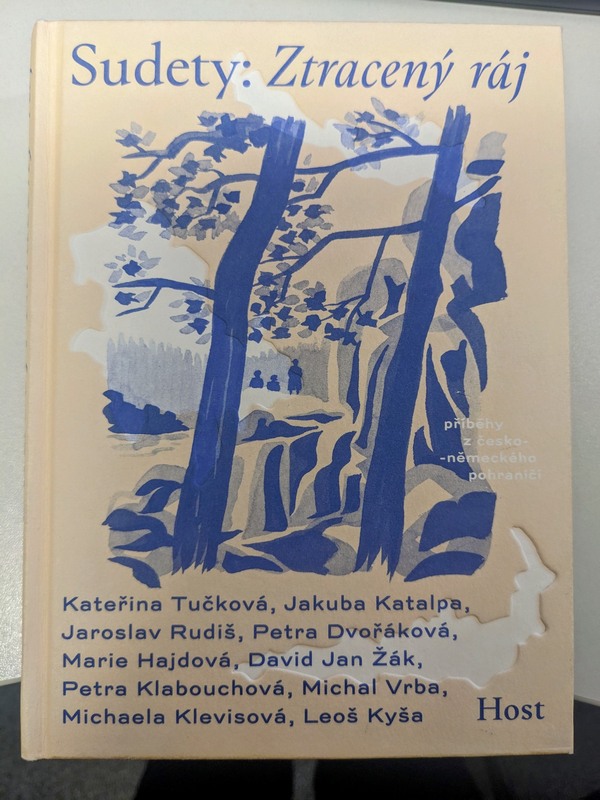 Sudety: Ztracený ráj
příběhy
z česko-
-německého
pohraničí
Kateřina Tučková, Jakuba Katalpa,
Jaroslav Rudiš, Petra Dvořáková,
Marie Hajdová, David Jan Žák,
Petra Klabouchová, Michal Vrba,
Michaela Klevisová, Leoš Kyša
Host